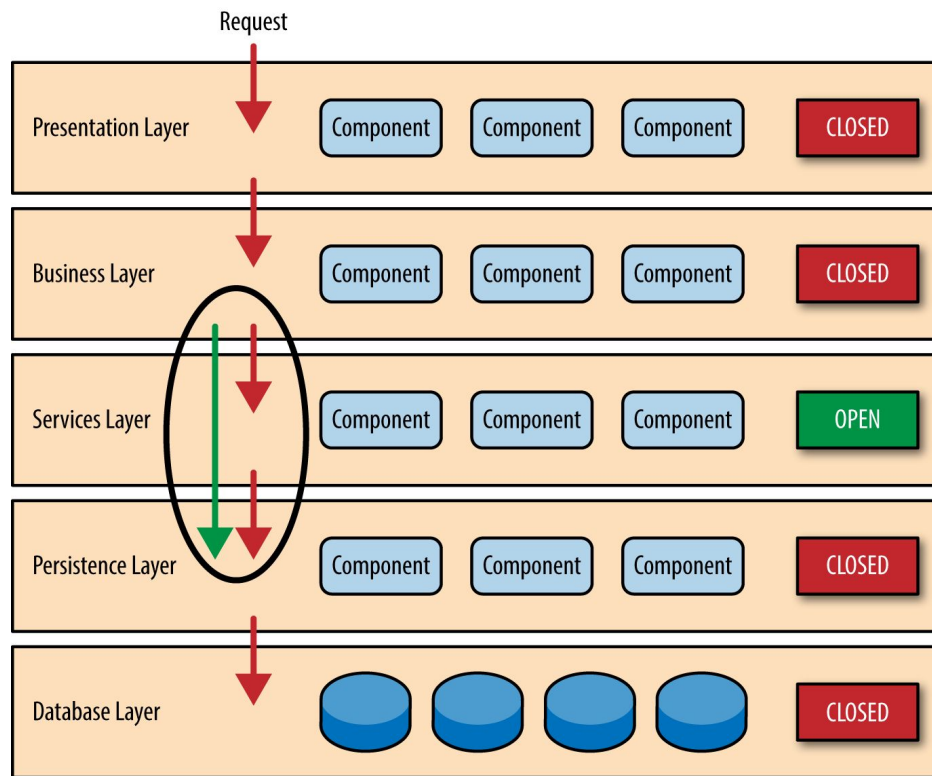 Request
Presentation Layer Component Component Component CLOSED
Business Layer Component Component Component CLOSED
Services Layer Component Component Component OPEN
Persistence Layer Component Component Component CLOSED
Database Layer CLOSED